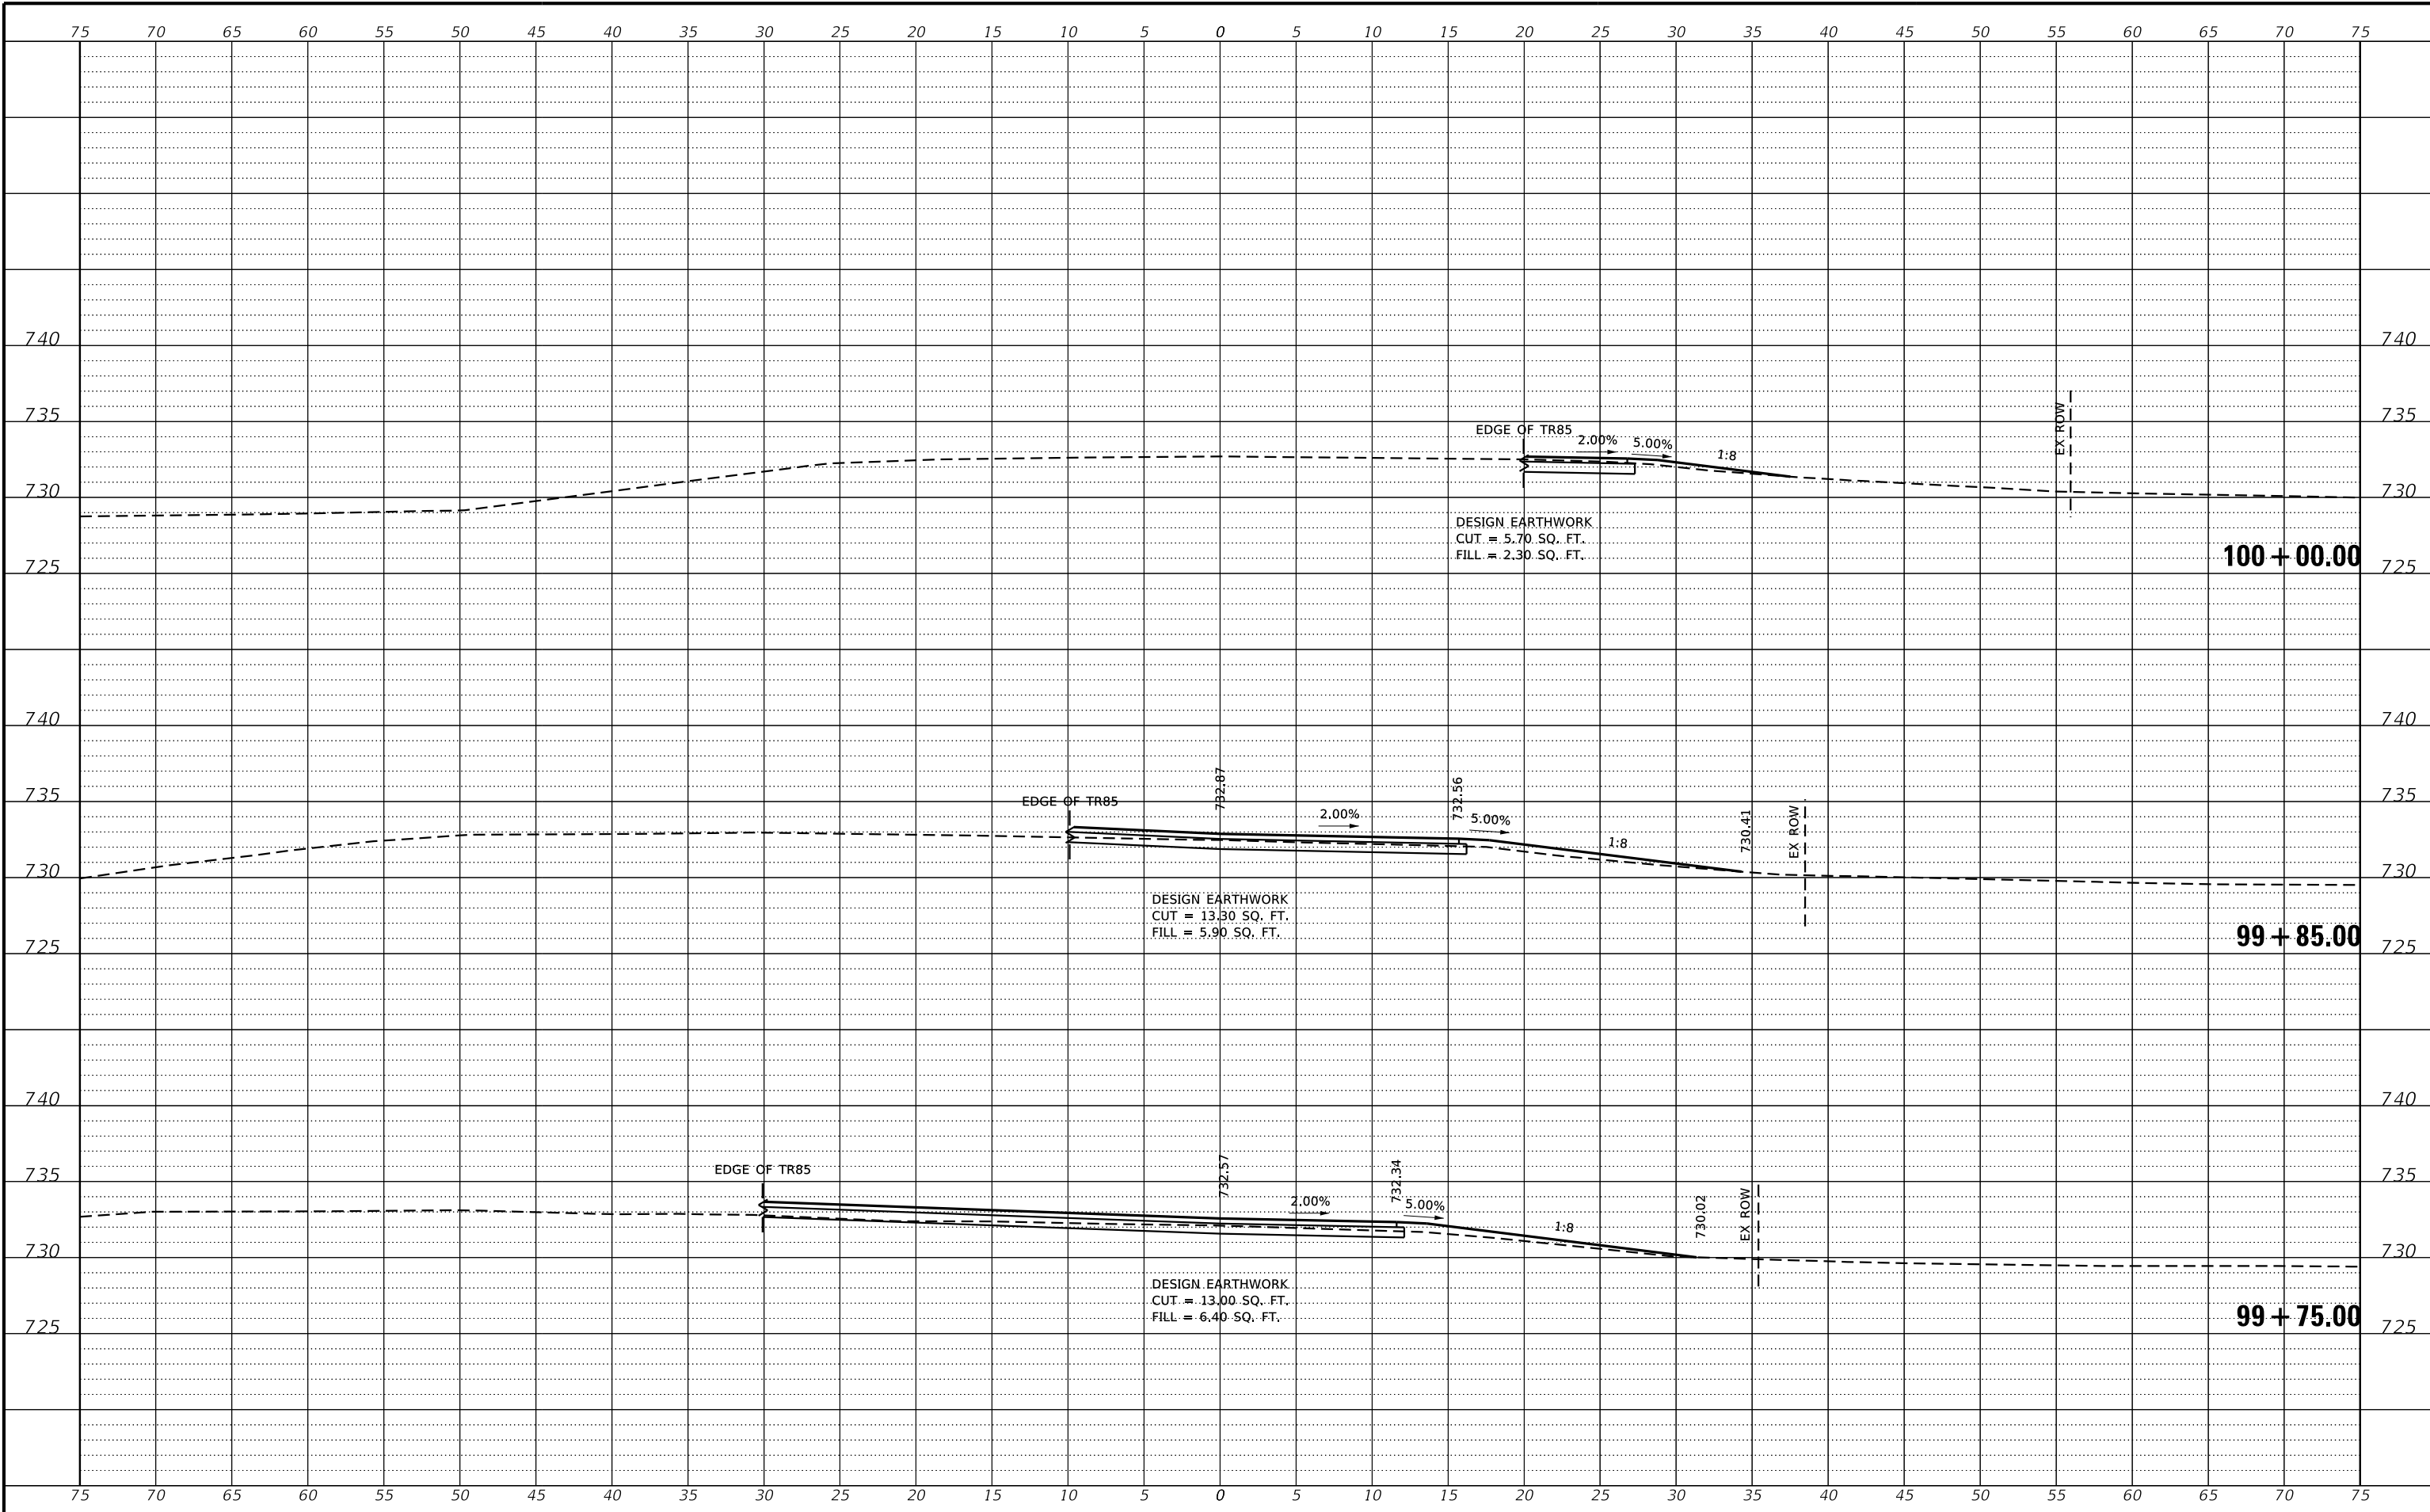 75 70 65 60 55 50 45 40 35 30 25 20 15 10 5 0 5 10 15 20 25 30 35 40 45 50 55 60 65 70 75
740 740
735 735
EX ROW
EDGE OF TR85
2.00% 5.00%
1:8
730 730
DESIGN EARTHWORK
CUT = 5.70 SQ. FT.
FILL = 2.30 SQ. FT.
100 + 00.00
725 725
740 740
735 735
EDGE OF TR85
732.87
2.00%
732.56
5.00%
1:8
730.41
EX ROW
730 730
DESIGN EARTHWORK
CUT = 13.30 SQ. FT.
FILL = 5.90 SQ. FT.
99 + 85.00
725 725
740 740
735 735
EDGE OF TR85
732.57
2.00%
732.34
5.00%
1:8
730.02
EX ROW
730 730
DESIGN EARTHWORK
CUT = 13.00 SQ. FT.
FILL = 6.40 SQ. FT.
99 + 75.00
725 725
75 70 65 60 55 50 45 40 35 30 25 20 15 10 5 0 5 10 15 20 25 30 35 40 45 50 55 60 65 70 75